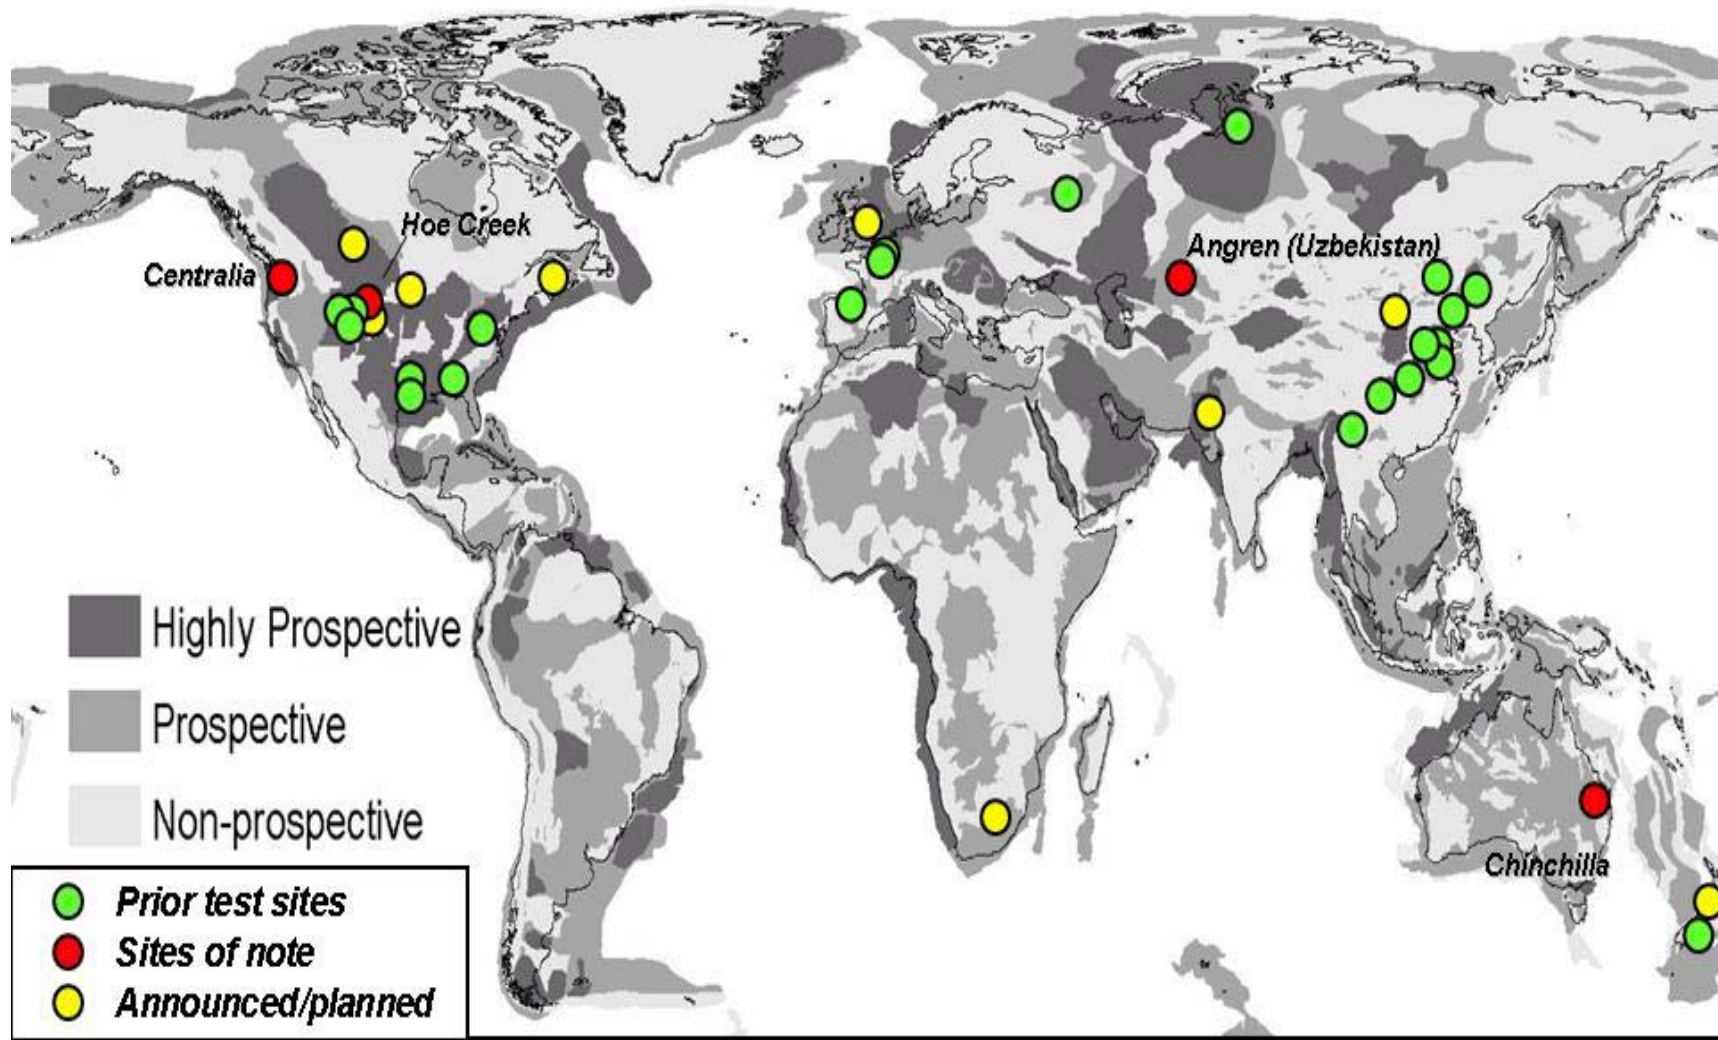 Hoe Creek
Centralia
Angren (Uzbekistan)
Highly Prospective
Prospective
Non-prospective
Chinchilla
Prior test sites
Sites of note
Announced/planned